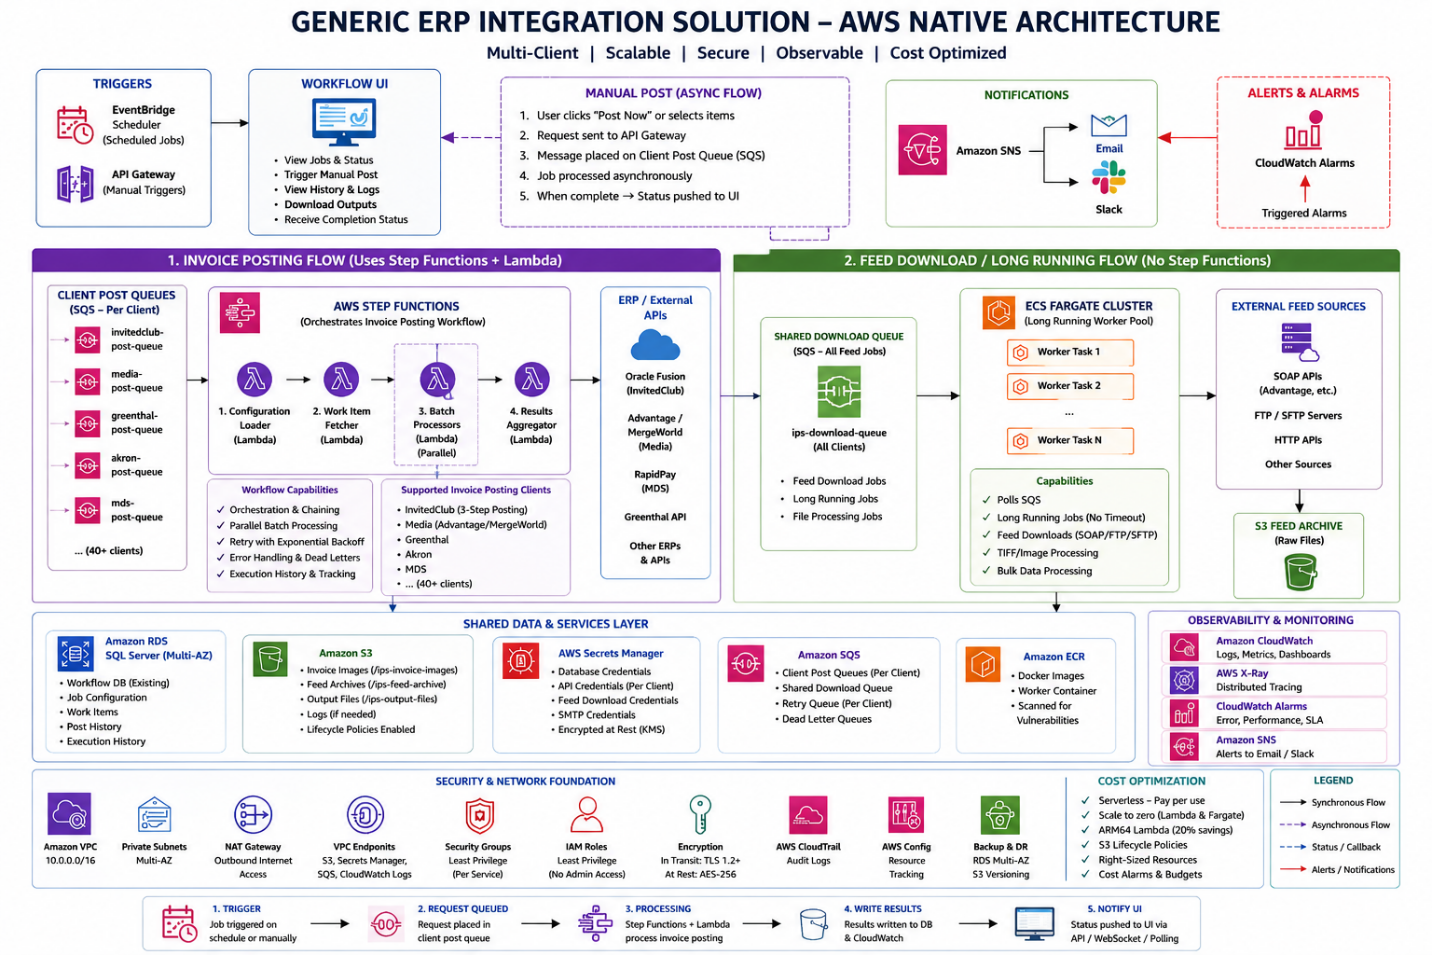 GENERIC ERP INTEGRATION SOLUTION – AWS NATIVE ARCHITECTURE
Multi-Client | Scalable | Secure | Observable | Cost Optimized
TRIGGERS
EventBridge
Scheduler
(Scheduled Jobs)
API Gateway
(Manual Triggers)
WORKFLOW UI
• View Jobs & Status
• Trigger Manual Post
• View History & Logs
• Download Outputs
• Receive Completion Status
MANUAL POST (ASYNC FLOW)
1. User clicks "Post Now" or selects items
2. Request sent to API Gateway
3. Message placed on Client Post Queue (SQS)
4. Job processed asynchronously
5. When complete → Status pushed to UI
NOTIFICATIONS
Amazon SNS
Email
Slack
ALERTS & ALARMS
CloudWatch Alarms
Triggered Alarms
1. INVOICE POSTING FLOW (Uses Step Functions + Lambda)
CLIENT POST QUEUES
(SQS – Per Client)
invitedclub-
post-queue
media-
post-queue
greenthal-
post-queue
akron-
post-queue
mds-
post-queue
... (40+ clients)
AWS STEP FUNCTIONS
(Orchestrates Invoice Posting Workflow)
1. Configuration
Loader
(Lambda)
2. Work Item
Fetcher
(Lambda)
3. Batch
Processors
(Lambda)
(Parallel)
4. Results
Aggregator
(Lambda)
Workflow Capabilities
✓ Orchestration & Chaining
✓ Parallel Batch Processing
✓ Retry with Exponential Backoff
✓ Error Handling & Dead Letters
✓ Execution History & Tracking
Supported Invoice Posting Clients
• InvitedClub (3-Step Posting)
• Media (Advantage/MergeWorld)
• Greenthal
• Akron
• MDS
• ... (40+ clients)
ERP / External
APIs
Oracle Fusion
(InvitedClub)
Advantage /
MergeWorld
(Media)
RapidPay
(MDS)
Greenthal API
Other ERPs
& APIs
2. FEED DOWNLOAD / LONG RUNNING FLOW (No Step Functions)
SHARED DOWNLOAD QUEUE
(SQS – All Feed Jobs)
ips-download-queue
(All Clients)
• Feed Download Jobs
• Long Running Jobs
• File Processing Jobs
ECS FARGATE CLUSTER
(Long Running Worker Pool)
Worker Task 1
Worker Task 2
...
Worker Task N
Capabilities
✓ Polls SQS
✓ Long Running Jobs (No Timeout)
✓ Feed Downloads (SOAP/FTP/SFTP)
✓ TIFF/Image Processing
✓ Bulk Data Processing
EXTERNAL FEED SOURCES
SOAP APIs
(Advantage, etc.)
FTP / SFTP Servers
HTTP APIs
Other Sources
S3 FEED ARCHIVE
(Raw Files)
SHARED DATA & SERVICES LAYER
Amazon RDS
SQL Server (Multi-AZ)
• Workflow DB (Existing)
• Job Configuration
• Work Items
• Post History
• Execution History
Amazon S3
• Invoice Images (/ips-invoice-images)
• Feed Archives (/ips-feed-archive)
• Output Files (/ips-output-files)
• Logs (if needed)
• Lifecycle Policies Enabled
AWS Secrets Manager
• Database Credentials
• API Credentials (Per Client)
• Feed Download Credentials
• SMTP Credentials
• Encrypted at Rest (KMS)
Amazon SQS
• Client Post Queues (Per Client)
• Shared Download Queue
• Retry Queue (Per Client)
• Dead Letter Queues
Amazon ECR
• Docker Images
• Worker Container
• Scanned for
Vulnerabilities
OBSERVABILITY & MONITORING
Amazon CloudWatch
Logs, Metrics, Dashboards
AWS X-Ray
Distributed Tracing
CloudWatch Alarms
Error, Performance, SLA
Amazon SNS
Alerts to Email / Slack
SECURITY & NETWORK FOUNDATION
Amazon VPC
10.0.0.0/16
Private Subnets
Multi-AZ
NAT Gateway
Outbound Internet
Access
VPC Endponits
S3, Secrets Manager,
SQS, CloudWatch Logs
Security Groups
Least Privilege
(Per Service)
IAM Roles
Least Privilege
(No Admin Access)
Encryption
In Transit: TLS 1.2+
At Rest: AES-256
AWS CloudTrail
Audit Logs
AWS Config
Resource
Tracking
Backup & DR
RDS Multi-AZ
S3 Versioning
COST OPTIMIZATION
✓ Serverless – Pay per use
✓ Scale to zero (Lambda & Fargate)
✓ ARM64 Lambda (20% savings)
✓ S3 Lifecycle Policies
✓ Right-Sized Resources
✓ Cost Alarms & Budgets
LEGEND
Synchronous Flow
Asynchronous Flow
Status / Callback
Alerts / Notifications
1. TRIGGER
Job triggered on
schedule or manually
2. REQUEST QUEUED
Request placed in
client post queue
3. PROCESSING
Step Functions + Lambda
process invoice posting
4. WRITE RESULTS
Results written to DB
& CloudWatch
5. NOTIFY UI
Status pushed to UI via
API / WebSocket / Polling